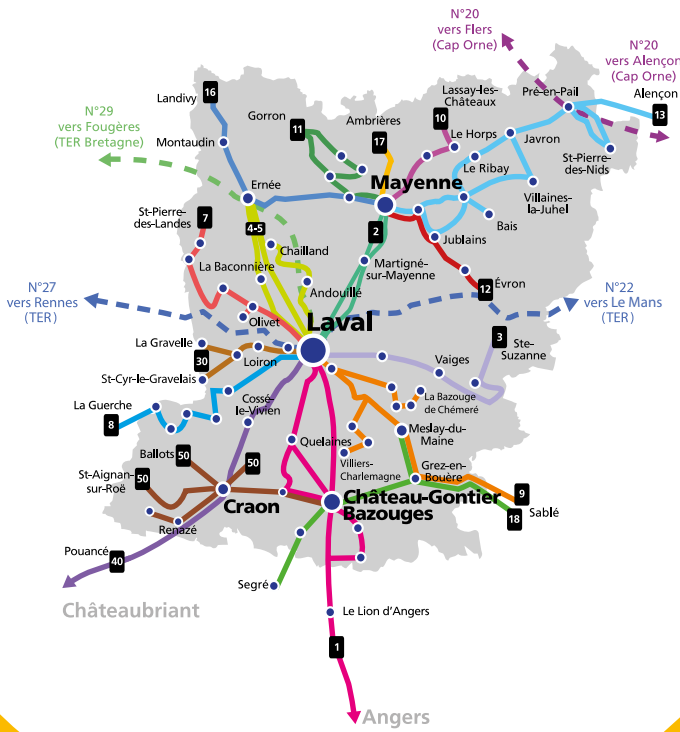 N°20
vers Flers
(Cap Orne)
N°20
vers Alençon
(Cap Orne)
16
Landivy
Lassay-les-
Châteaux
Pré-en-Pail
Alençon
13
N°29
vers Fougères
(TER Bretagne)
Gorron
11
Ambrières
17
10
Le Horps
Javron
Montaudin
Le Ribay
St-Pierre
des-Nids
Ernée
Mayenne
Villaines-
la-Juhel
St-Pierre-
des-Landes
7
4-5
2
Bais
Chailland
Jublains
La Baconnière
Martigné-
sur-Mayenne
Andouillé
12
Évron
N°27
vers Rennes
(TER)
N°22
vers Le Mans
(TER)
Olivet
Laval
3
Ste-
Suzanne
La Gravelle
30
Loiron
Vaiges
St-Cyr-le-Gravelais
La Guerche
8
Cossé-
le-Vivien
La Bazouge
de Chémeré
Meslay-du-
Maine
Ballots
50
50
Quelaines
Villiers-
Charlemagne
Grez-en-
Bouère
St-Aignan-
sur-Roë
50
Craon
Château-Gontier
Bazouges
9
18
Sablé
Renazé
Pouancé
40
Segré
Châteaubriant
Le Lion d'Angers
1
Angers